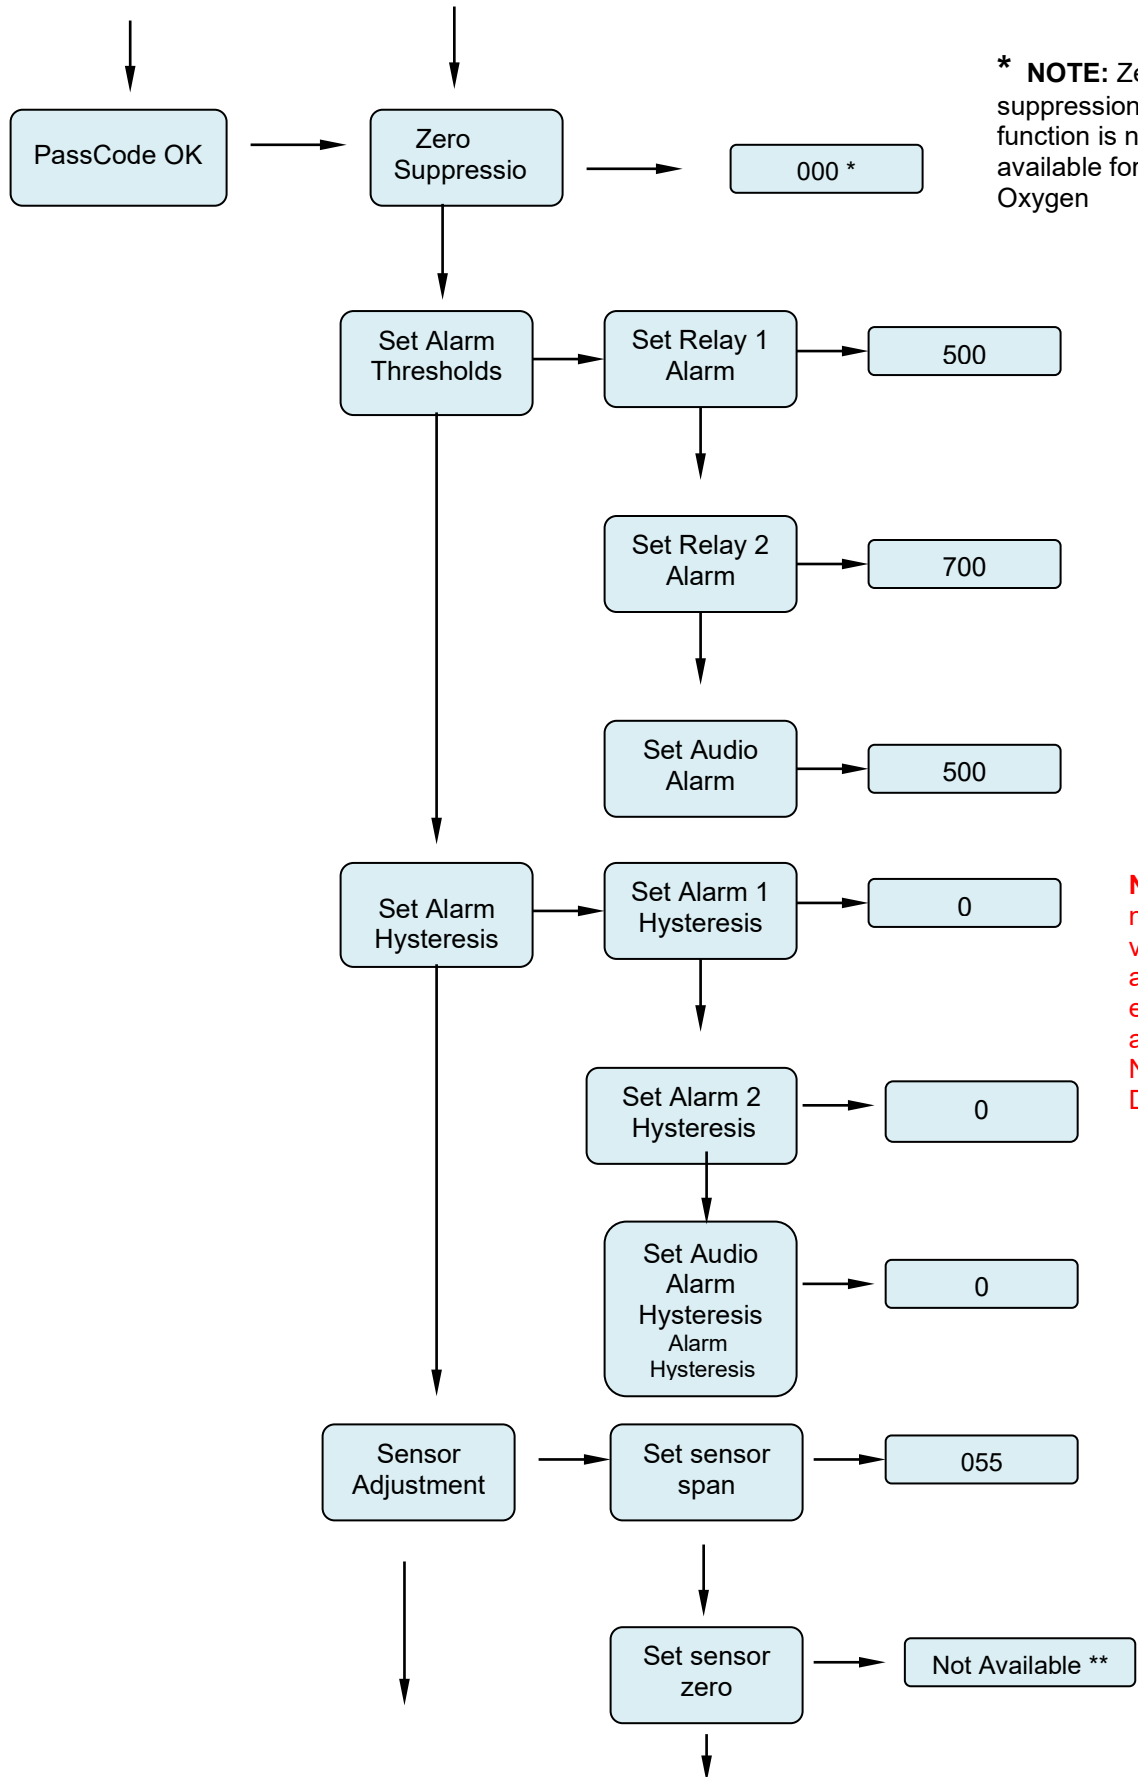 * NOTE: Ze
suppression
function is n
available for
Oxygen
PassCode OK
Zero
Suppressio
000 *
Set Alarm
Thresholds
Set Relay 1
Alarm
500
Set Relay 2
Alarm
700
Set Audio
Alarm
500
Set Alarm
Hysteresis
Set Alarm 1
Hysteresis
0
Set Alarm 2
Hysteresis
0
Set Audio
Alarm
Hysteresis
Alarm
Hysteresis
0
Sensor
Adjustment
Set sensor
span
055
Set sensor
zero
Not Available **